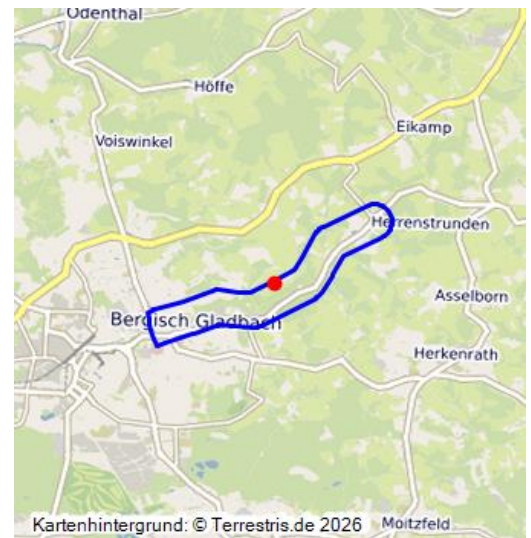 Odenthal
Höffe
Eikamp
Voiswinkel
Herrenstrunden
Asselborn
Bergisch Gladbach
Herkenrath
Moitzfeld
Kartenhintergrund: © Terrestris.de 2026